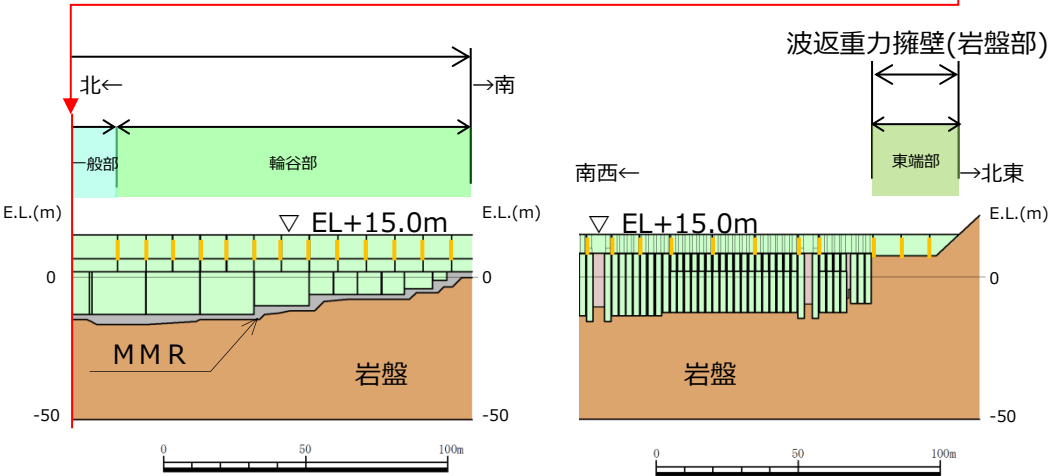 波返重力擁壁(岩盤部)
北←
→南
一般部
輪谷部
E.L.(m)
E.L.(m)
▽ EL+15.0m
0
0
MMR
岩盤
-50
-50
0 50 100m
南西←
東端部
→北東
E.L.(m)
▽ EL+15.0m
0
岩盤
-50
0 50 100m